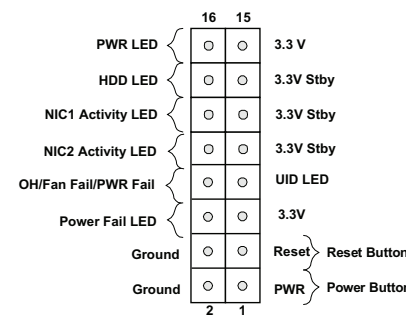 16 15
PWR LED 3.3 V
HDD LED 3.3V Stby
NIC1 Activity LED 3.3V Stby
NIC2 Activity LED 3.3V Stby
OH/Fan Fail/PWR Fail UID LED
Power Fail LED 3.3V
Ground Reset Reset Button
Ground PWR Power Button
2 1